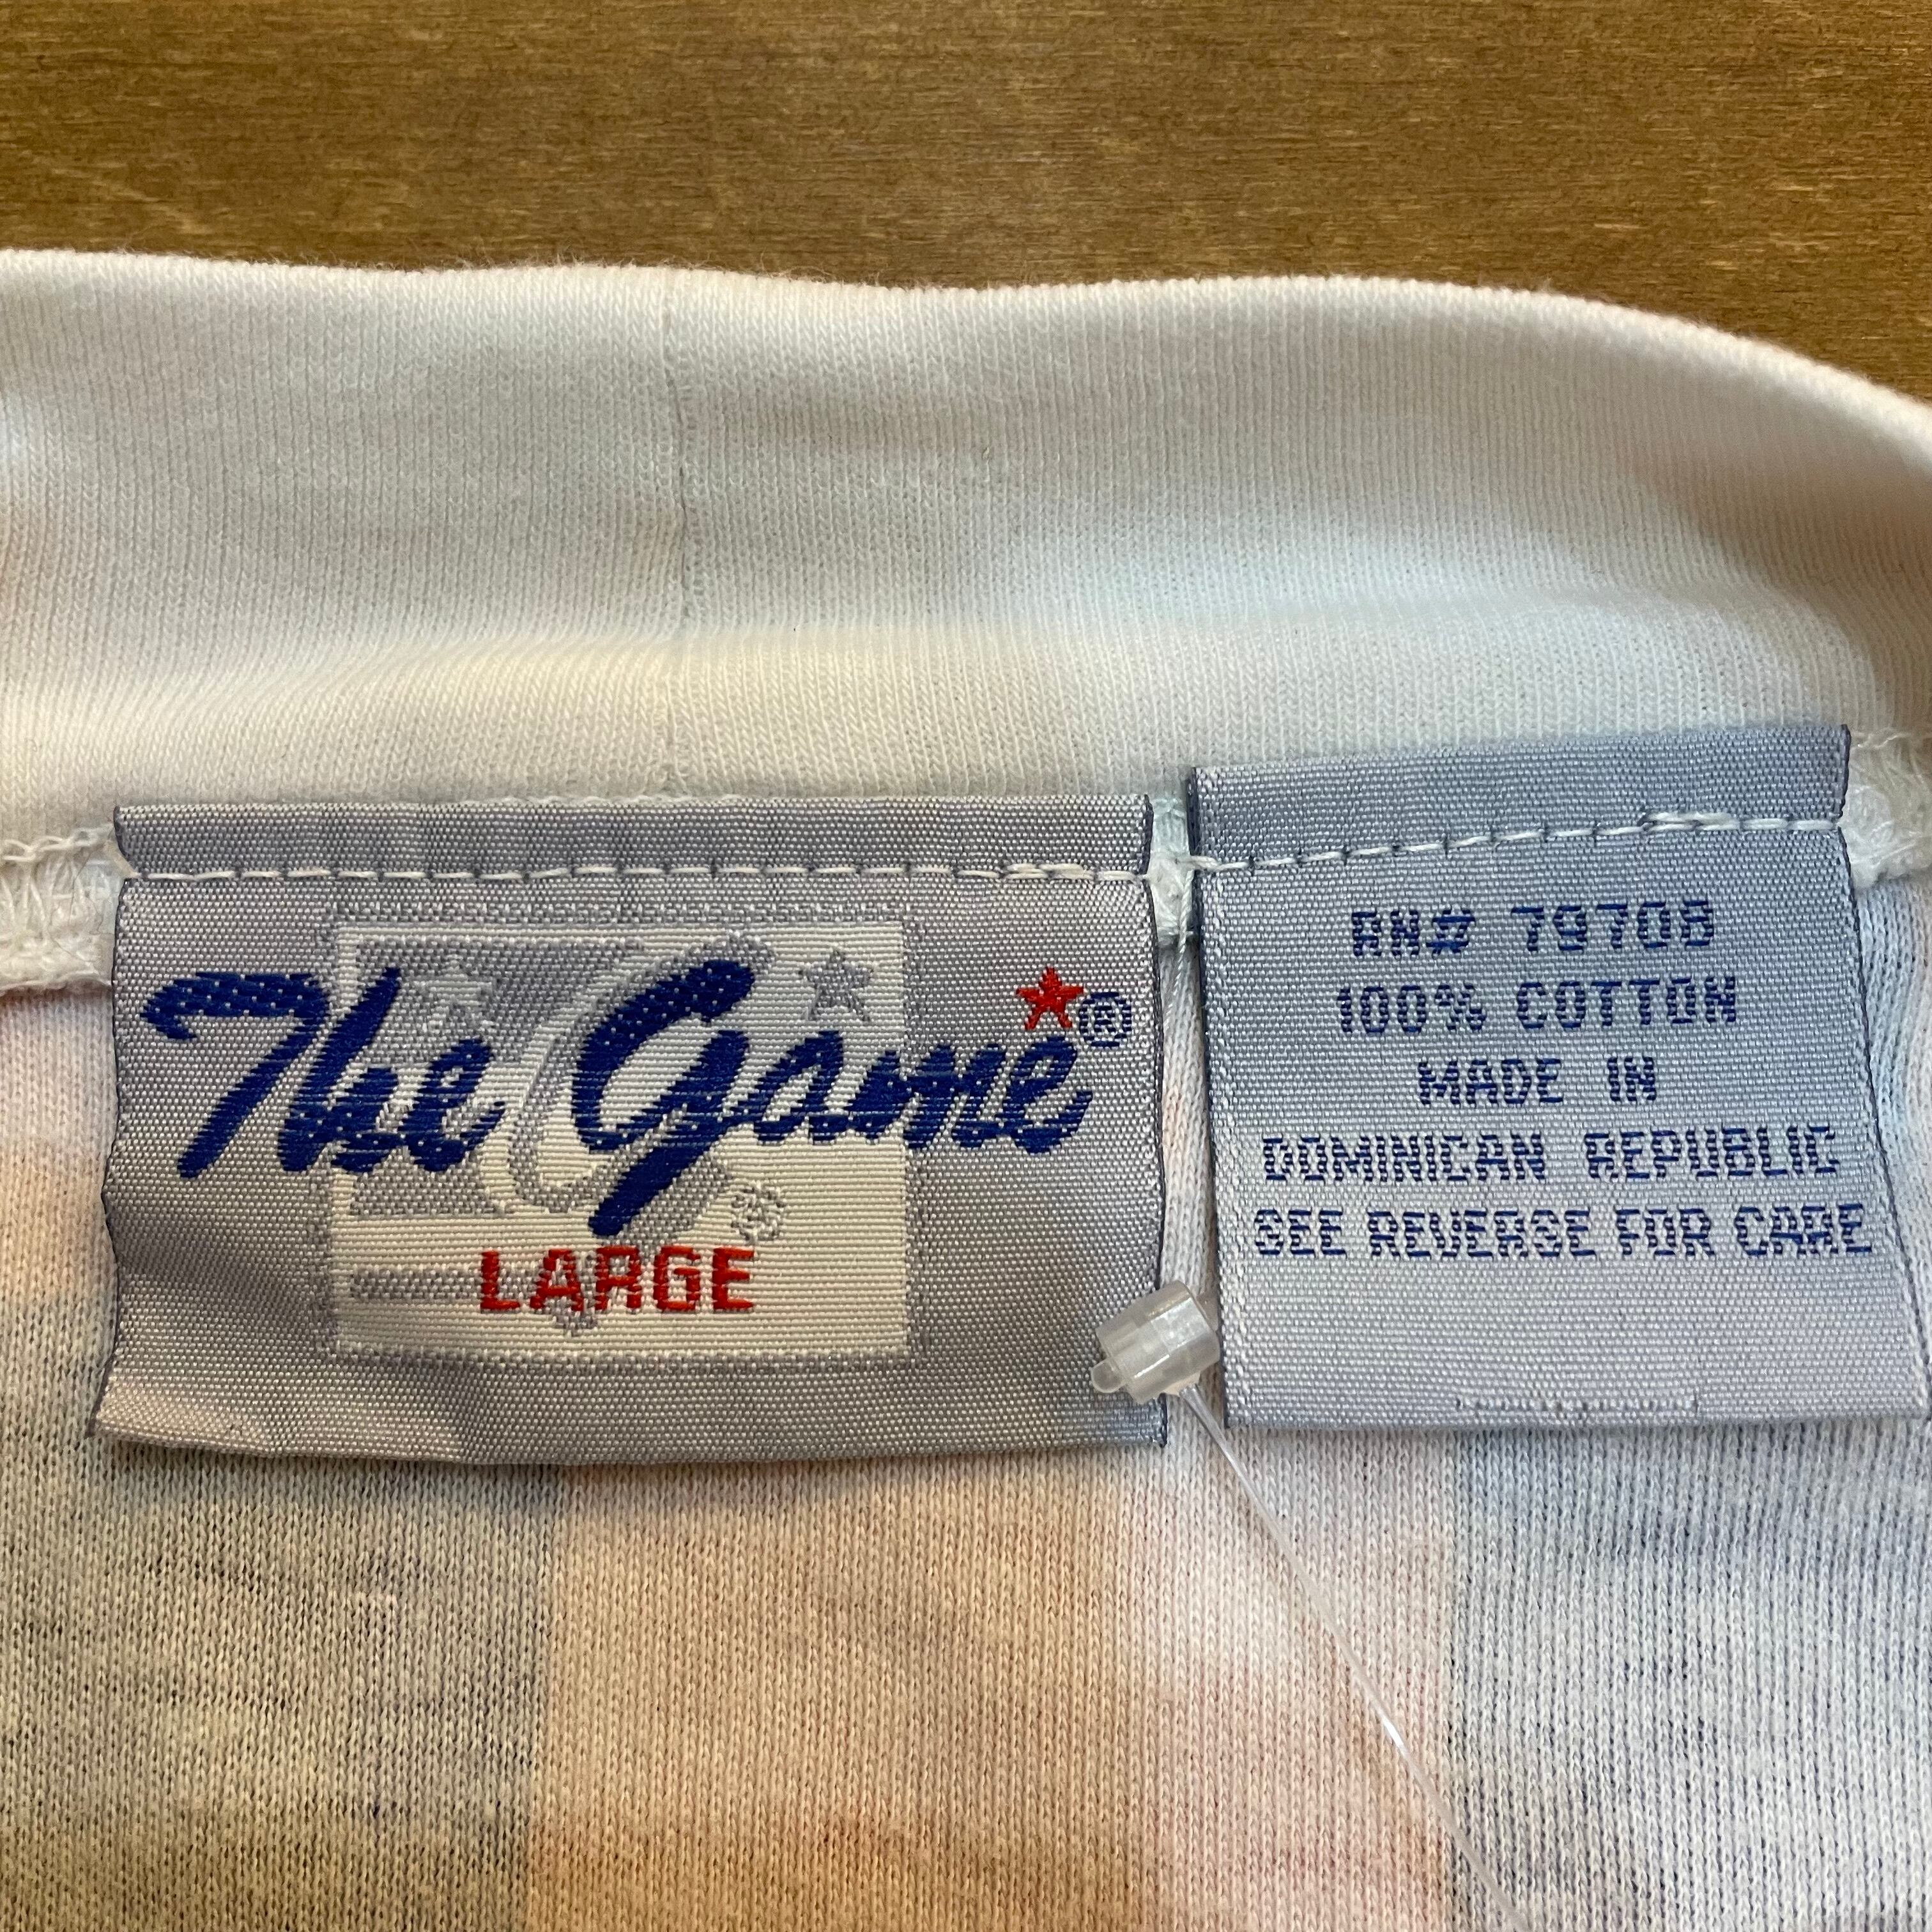 The Game®
LARGE
RN# 79708
100% COTTON
MADE IN
DOMINICAN REPUBLIC
SEE REVERSE FOR CARE